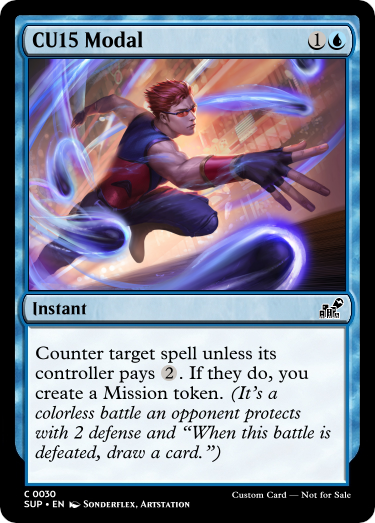 CU15 Modal
1
Instant
Counter target spell unless its
controller pays 2. If they do, you
create a Mission token. (It's a
colorless battle an opponent protects
with 2 defense and “When this battle is
defeated, draw a card.”)
C 0030
SUP • EN Sonderflex, Artstation
Custom Card — Not for Sale